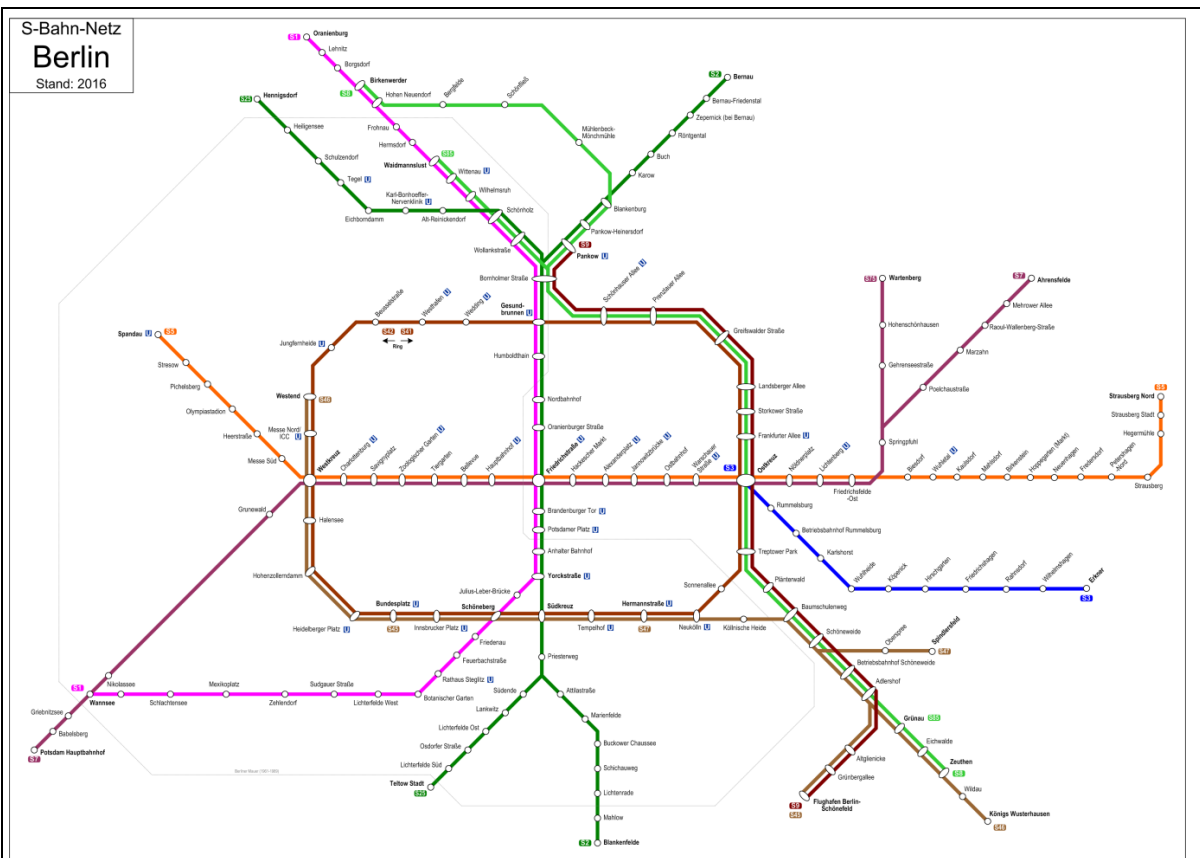 S-Bahn-Netz
Berlin
Stand: 2016
S1
Oranienburg
Lehnitz
Borgsdorf
Birkenwerder
S8
Hohen Neuendorf
Bergfelde
Schönfließ
Mühlenbeck-
Mönchmühle
S2
Bernau
Bernau-Friedenstal
Zepernick (bei Bernau)
Röntgental
Buch
Karow
Blankenburg
Pankow-Heinersdorf
S9
Pankow U
S25
Hennigsdorf
Heiligensee
Schulzendorf
Tegel U
Eichborndamm
Karl-Bonhoeffer-
Nervenklinik U
Alt-Reinickendorf
Frohnau
Hermsdorf
Waidmannslust
S85
Wittenau U
Wilhelmsruh
Schönholz
Wollankstraße
Bornholmer Straße
Schönhauser Allee U
Prenzlauer Allee
Greifswalder Straße
Gesund-
brunnen U
Beusselstraße
Westhafen U
Wedding U
S42
S41
Ring
Jungfernheide U
Spandau U
S5
Stresow
Pichelsberg
Olympiastadion
Heerstraße
Messe Süd
Westend
S46
Messe Nord/
ICC U
Humboldthain
Nordbahnhof
Oranienburger Straße
Landsberger Allee
Storkower Straße
Frankfurter Allee U
S75
Wartenberg
Hohenschönhausen
Gehrenseestraße
S7
Ahrensfelde
Mehrower Allee
Raoul-Wallenberg-Straße
Marzahn
Poelchaustraße
Springpfuhl
S5
Strausberg Nord
Strausberg Stadt
Hegermühle
Westkreuz
Charlottenburg U
Savignyplatz
Zoologischer Garten U
Tiergarten
Bellevue
Hauptbahnhof U
Friedrichstraße U
Hackescher Markt
Alexanderplatz U
Jannowitzbrücke U
Ostbahnhof
Warschauer
Straße U
S3
Ostkreuz
Nöldnerplatz
Lichtenberg U
Friedrichsfelde
-Ost
Biesdorf
Wuhletal U
Kaulsdorf
Mahlsdorf
Birkenstein
Hoppegarten (Markt)
Neuenhagen
Fredersdorf
Petershagen
Nord
Strausberg
Grunewald
Halensee
Hohenzollerndamm
Heidelberger Platz U
Brandenburger Tor U
Potsdamer Platz U
Anhalter Bahnhof
Yorckstraße U
Julius-Leber-Brücke
Bundesplatz U
S45
Innsbrucker Platz U
Schöneberg
Südkreuz
Tempelhof U
Hermannstraße U
S47
Neukölln U
Sonnenallee
Köllnische Heide
Treptower Park
Rummelsburg
Betriebsbahnhof Rummelsburg
Karlshorst
Wuhlheide
Köpenick
Hirschgarten
Friedrichshagen
Rahnsdorf
Wilhelmshagen
Erkner
S3
Plänterwald
Baumschulenweg
Schöneweide
Oberspree
Spindlersfeld
S47
Betriebsbahnhof Schöneweide
Adlershof
Grünau S85
Eichwalde
Zeuthen
S8
Wildau
Königs Wusterhausen
S46
Altglienicke
Grünbergallee
Flughafen Berlin-
Schönefeld
S9
S45
Friedenau
Feuerbachstraße
Rathaus Steglitz U
Botanischer Garten
Lichterfelde West
Sudgauer Straße
Zehlendorf
Mexikoplatz
Schlachtensee
S1
Wannsee
Nikolassee
Griebnitzsee
Babelsberg
S7
Potsdam Hauptbahnhof
Priesterweg
Südende
Lankwitz
Lichterfelde Ost
Osdorfer Straße
Lichterfelde Süd
Teltow Stadt
S25
Attilastraße
Marienfelde
Buckower Chaussee
Schichauweg
Lichtenrade
Mahlow
S2
Blankenfelde